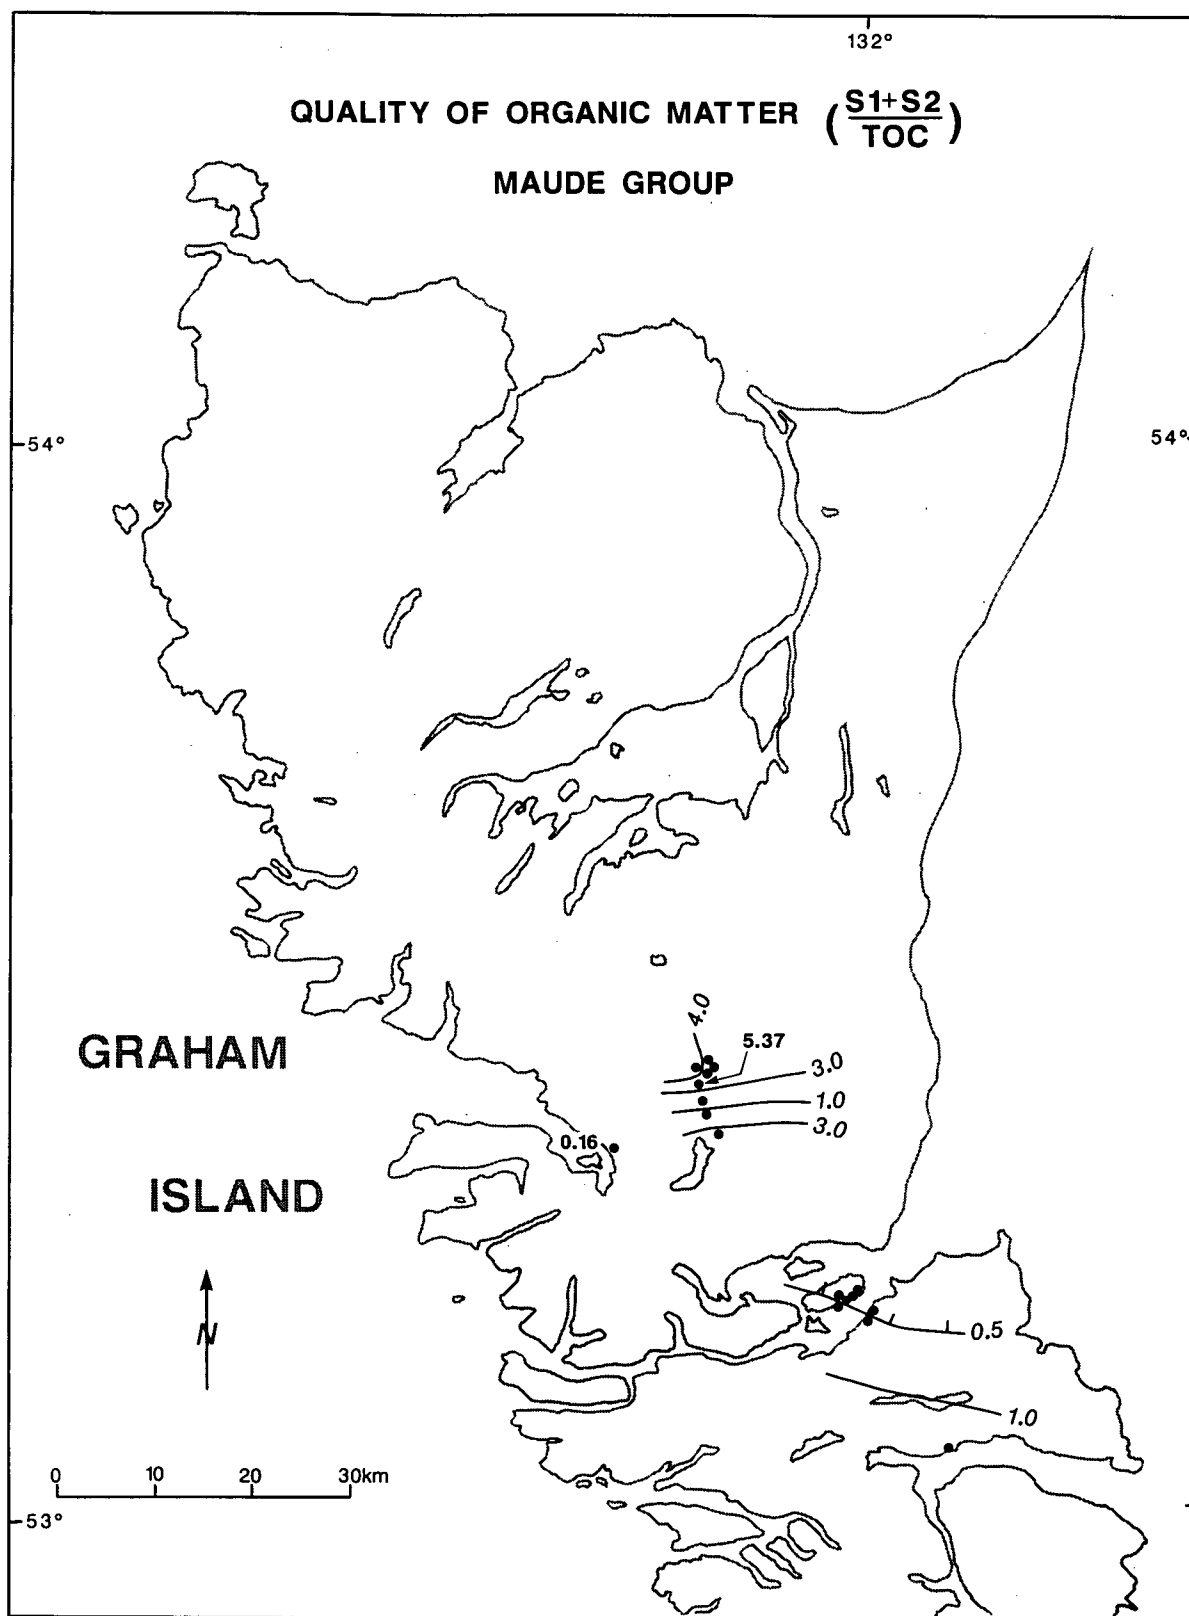 132°
QUALITY OF ORGANIC MATTER (S1+S2/TOC)
MAUDE GROUP
54°
54°
4.0
5.37
3.0
1.0
3.0
0.16
GRAHAM
ISLAND
N
0.5
1.0
0 10 20 30km
53°